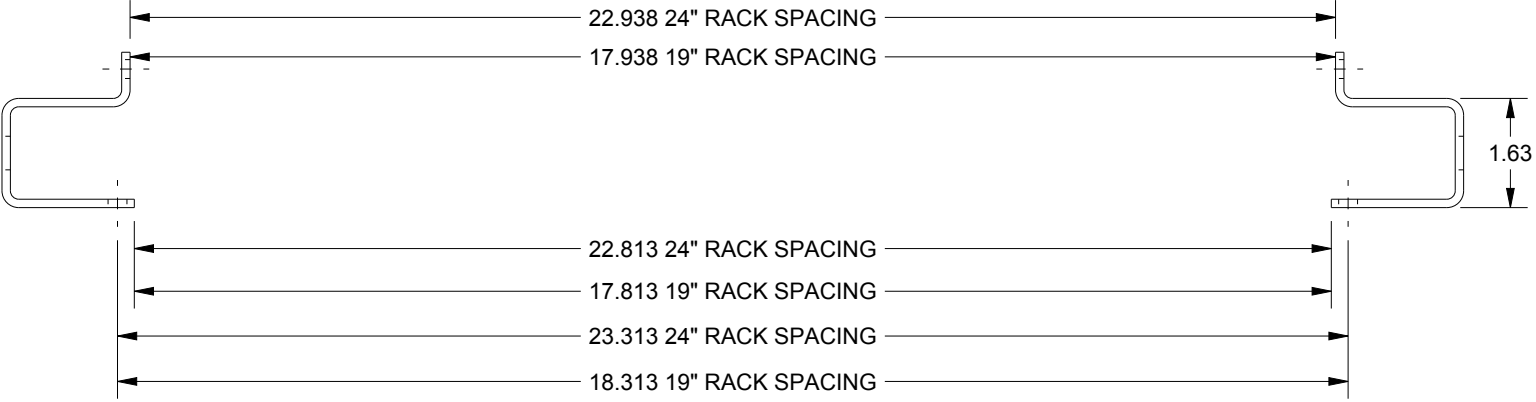 22.938 24" RACK SPACING
17.938 19" RACK SPACING
1.63
22.813 24" RACK SPACING
17.813 19" RACK SPACING
23.313 24" RACK SPACING
18.313 19" RACK SPACING